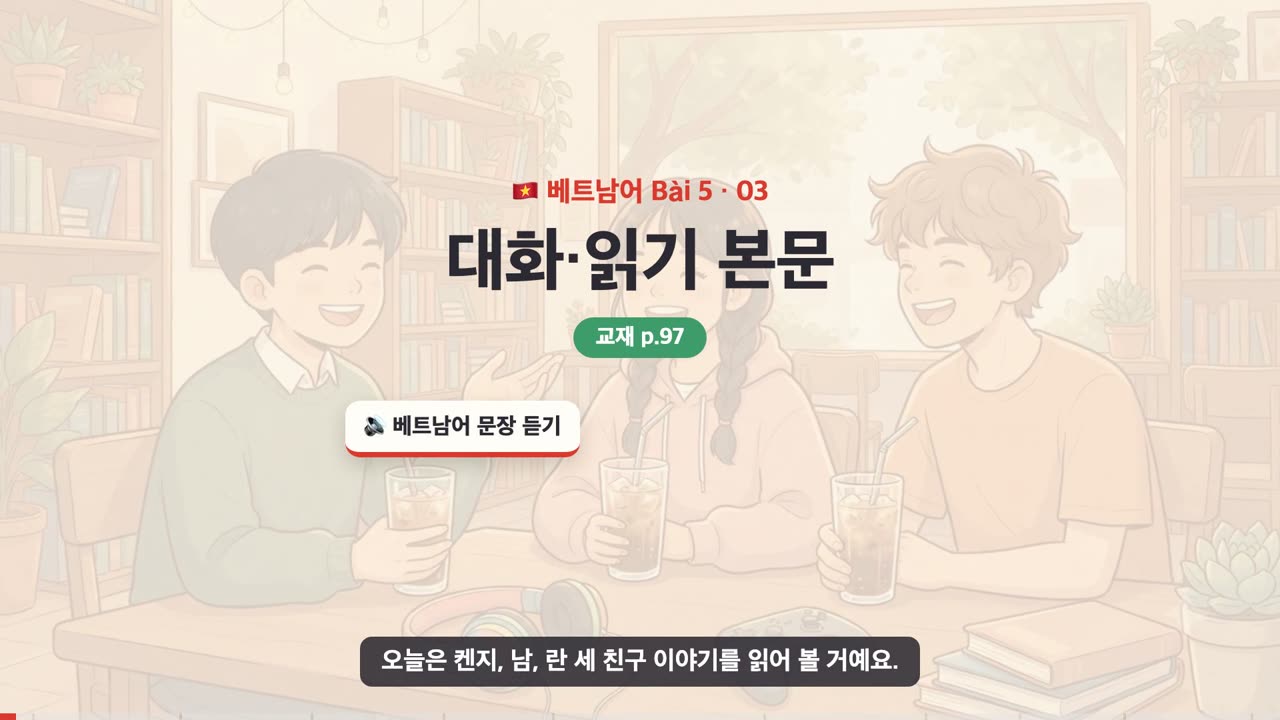 🇻🇳 베트남어 Bài 5 · 03
대화·읽기 본문
교재 p.97
🔊 베트남어 문장 듣기
오늘은 켄지, 남, 란 세 친구 이야기를 읽어 볼 거예요.